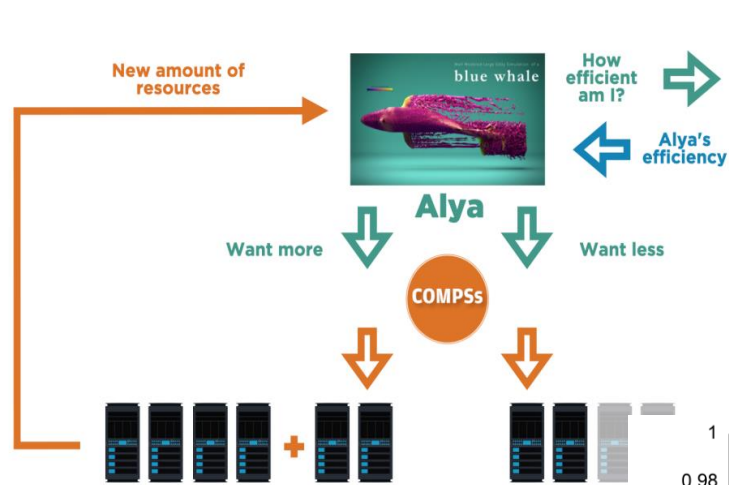 New amount of
resources
blue whale
How
efficient
am I?
Alya's
efficiency
Alya
Want more
Want less
COMPSs
1
0.98